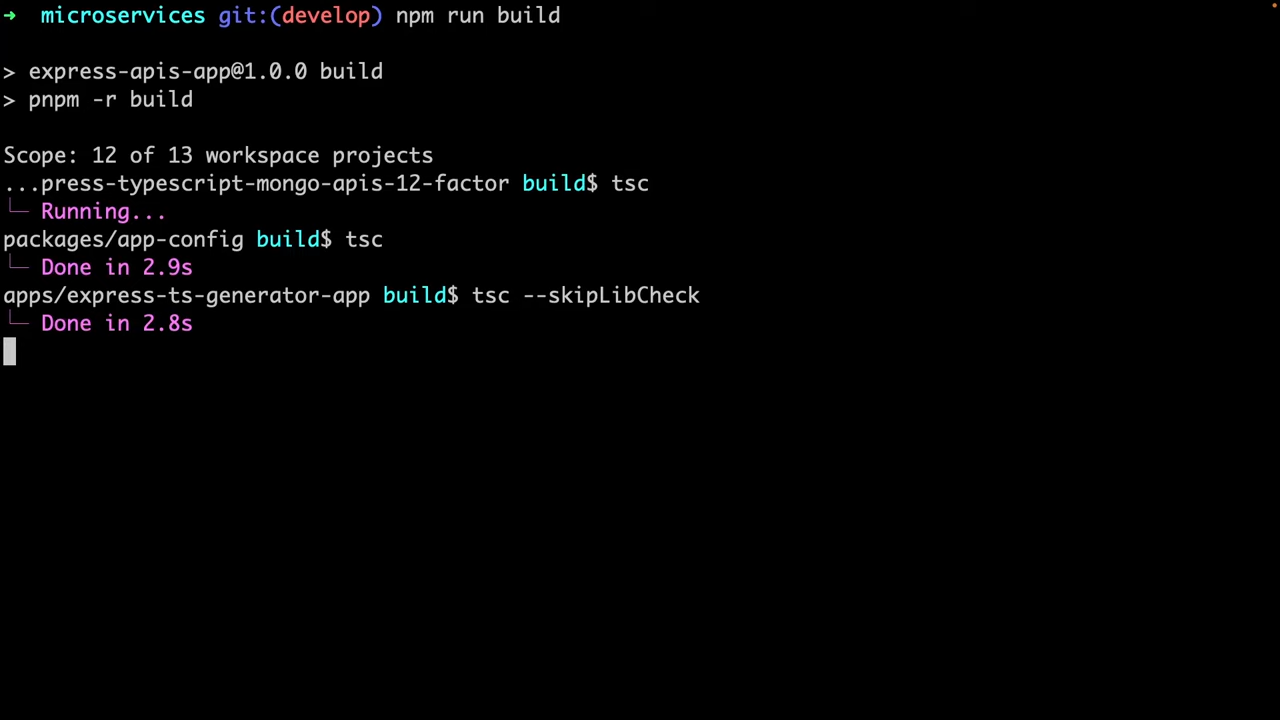 ➜ microservices git:(develop) npm run build
> express-apis-app@1.0.0 build
> pnpm -r build
Scope: 12 of 13 workspace projects
...press-typescript-mongo-apis-12-factor build$ tsc
└─ Running...
packages/app-config build$ tsc
└─ Done in 2.9s
apps/express-ts-generator-app build$ tsc --skipLibCheck
└─ Done in 2.8s